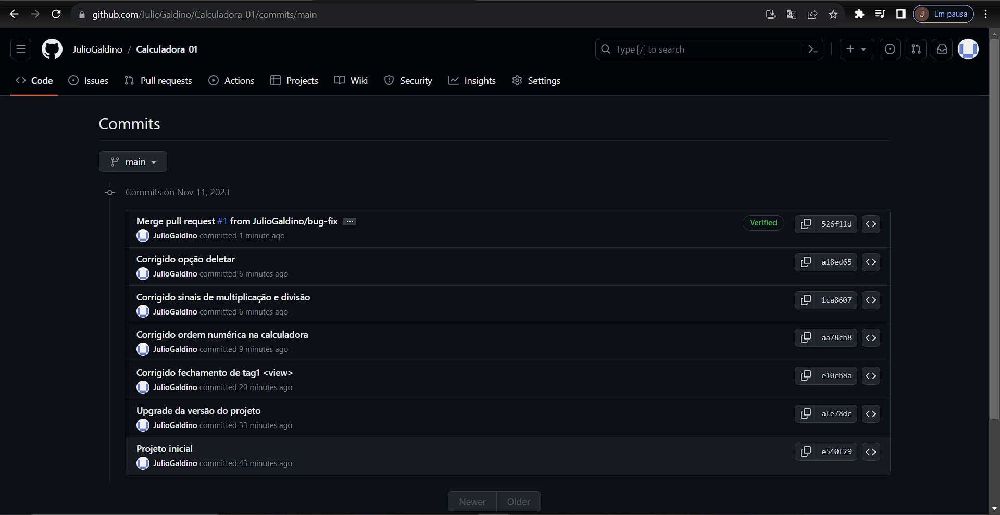 github.com/JulioGaldino/Calculadora_01/commits/main
J Em pausa
JulioGaldino / Calculadora_01
Type / to search
Code Issues Pull requests Actions Projects Wiki Security Insights Settings
Commits
main
Commits on Nov 11, 2023
Merge pull request #1 from JulioGaldino/bug-fix ...
Verified 526f11d
JulioGaldino committed 1 minute ago
Corrigido opção deletar
a18ed65
JulioGaldino committed 6 minutes ago
Corrigido sinais de multiplicação e divisão
1ca8607
JulioGaldino committed 6 minutes ago
Corrigido ordem numérica na calculadora
aa78cb8
JulioGaldino committed 9 minutes ago
Corrigido fechamento de tag1 <view>
e10cb8a
JulioGaldino committed 20 minutes ago
Upgrade da versão do projeto
afe78dc
JulioGaldino committed 33 minutes ago
Projeto inicial
e540f29
JulioGaldino committed 43 minutes ago
Newer Older